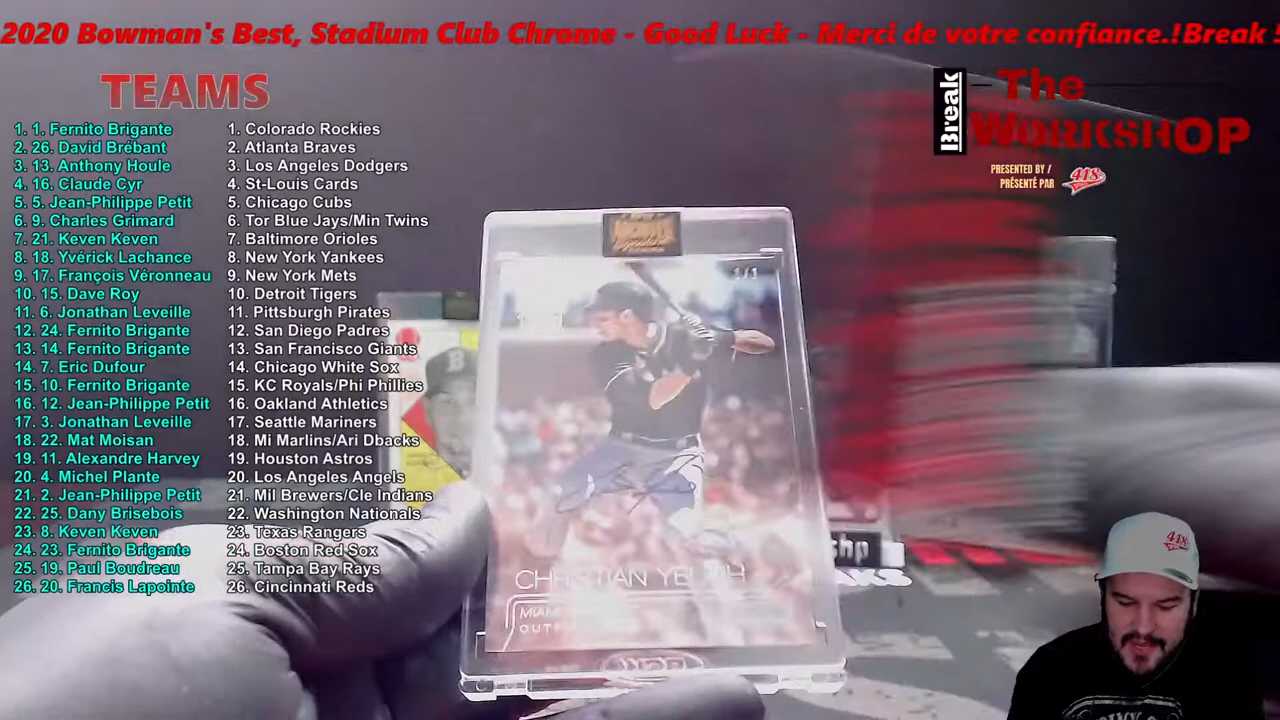 2020 Bowman's Best, Stadium Club Chrome - Good Luck - Merci de votre confiance.!Break
TEAMS
1. 1. Fernito Brigante
2. 26. David Brébant
3. 13. Anthony Houle
4. 16. Claude Cyr
5. 5. Jean-Philippe Petit
6. 9. Charles Grimard
7. 21. Keven Keven
8. 18. Yvérick Lachance
9. 17. François Véronneau
10. 15. Dave Roy
11. 6. Jonathan Leveille
12. 24. Fernito Brigante
13. 14. Fernito Brigante
14. 7. Eric Dufour
15. 10. Fernito Brigante
16. 12. Jean-Philippe Petit
17. 3. Jonathan Leveille
18. 22. Mat Moisan
19. 11. Alexandre Harvey
20. 4. Michel Plante
21. 2. Jean-Philippe Petit
22. 25. Dany Brisebois
23. 8. Keven Keven
24. 23. Fernito Brigante
25. 19. Paul Boudreau
26. 20. Francis Lapointe
1. Colorado Rockies
2. Atlanta Braves
3. Los Angeles Dodgers
4. St-Louis Cards
5. Chicago Cubs
6. Tor Blue Jays/Min Twins
7. Baltimore Orioles
8. New York Yankees
9. New York Mets
10. Detroit Tigers
11. Pittsburgh Pirates
12. San Diego Padres
13. San Francisco Giants
14. Chicago White Sox
15. KC Royals/Phi Phillies
16. Oakland Athletics
17. Seattle Mariners
18. Mi Marlins/Ari Dbacks
19. Houston Astros
20. Los Angeles Angels
21. Mil Brewers/Cle Indians
22. Washington Nationals
23. Texas Rangers
24. Boston Red Sox
25. Tampa Bay Rays
26. Cincinnati Reds
Break
The
WORKSHOP
PRESENTED BY /
PRÉSENTÉ PAR
418
1/1
CHRISTIAN YELICH
B
418